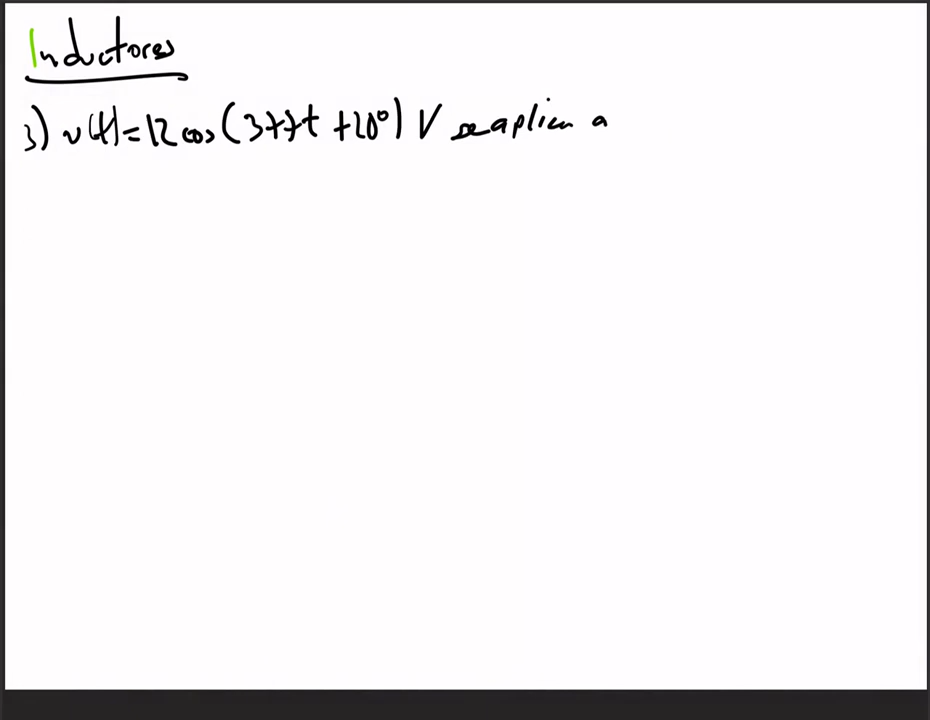 Inductores
3) v(t)=12 cos(377t +20°) V se aplica a